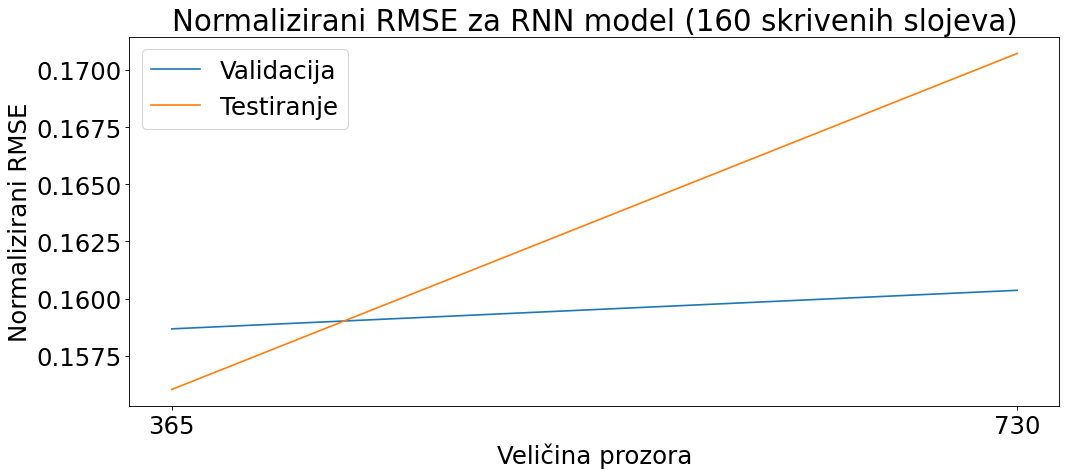 Normalizirani RMSE za RNN model (160 skrivenih slojeva)
Validacija
Testiranje
Normalizirani RMSE
0.1700
0.1675
0.1650
0.1625
0.1600
0.1575
365
730
Veličina prozora